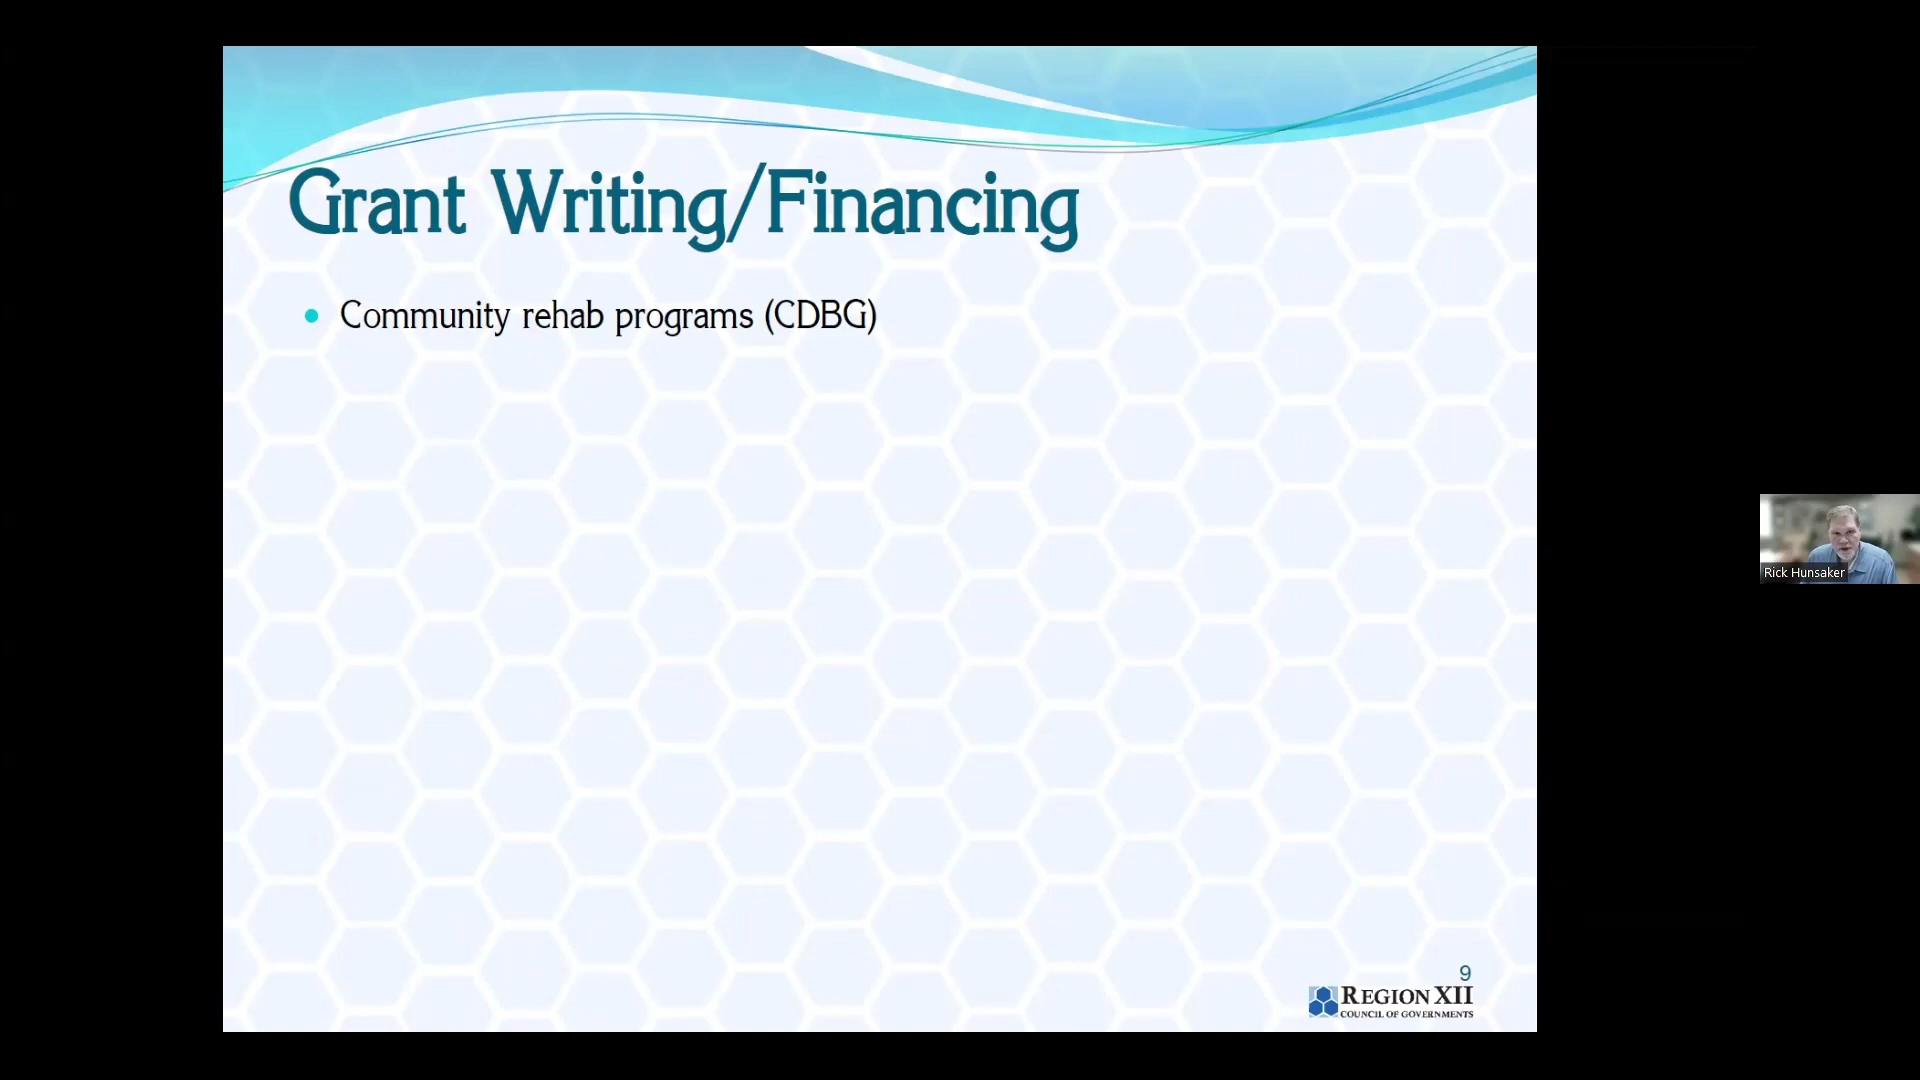 Grant Writing/Financing
Community rehab programs (CDBG)
Rick Hunsaker
9
REGION XII
COUNCIL OF GOVERNMENTS